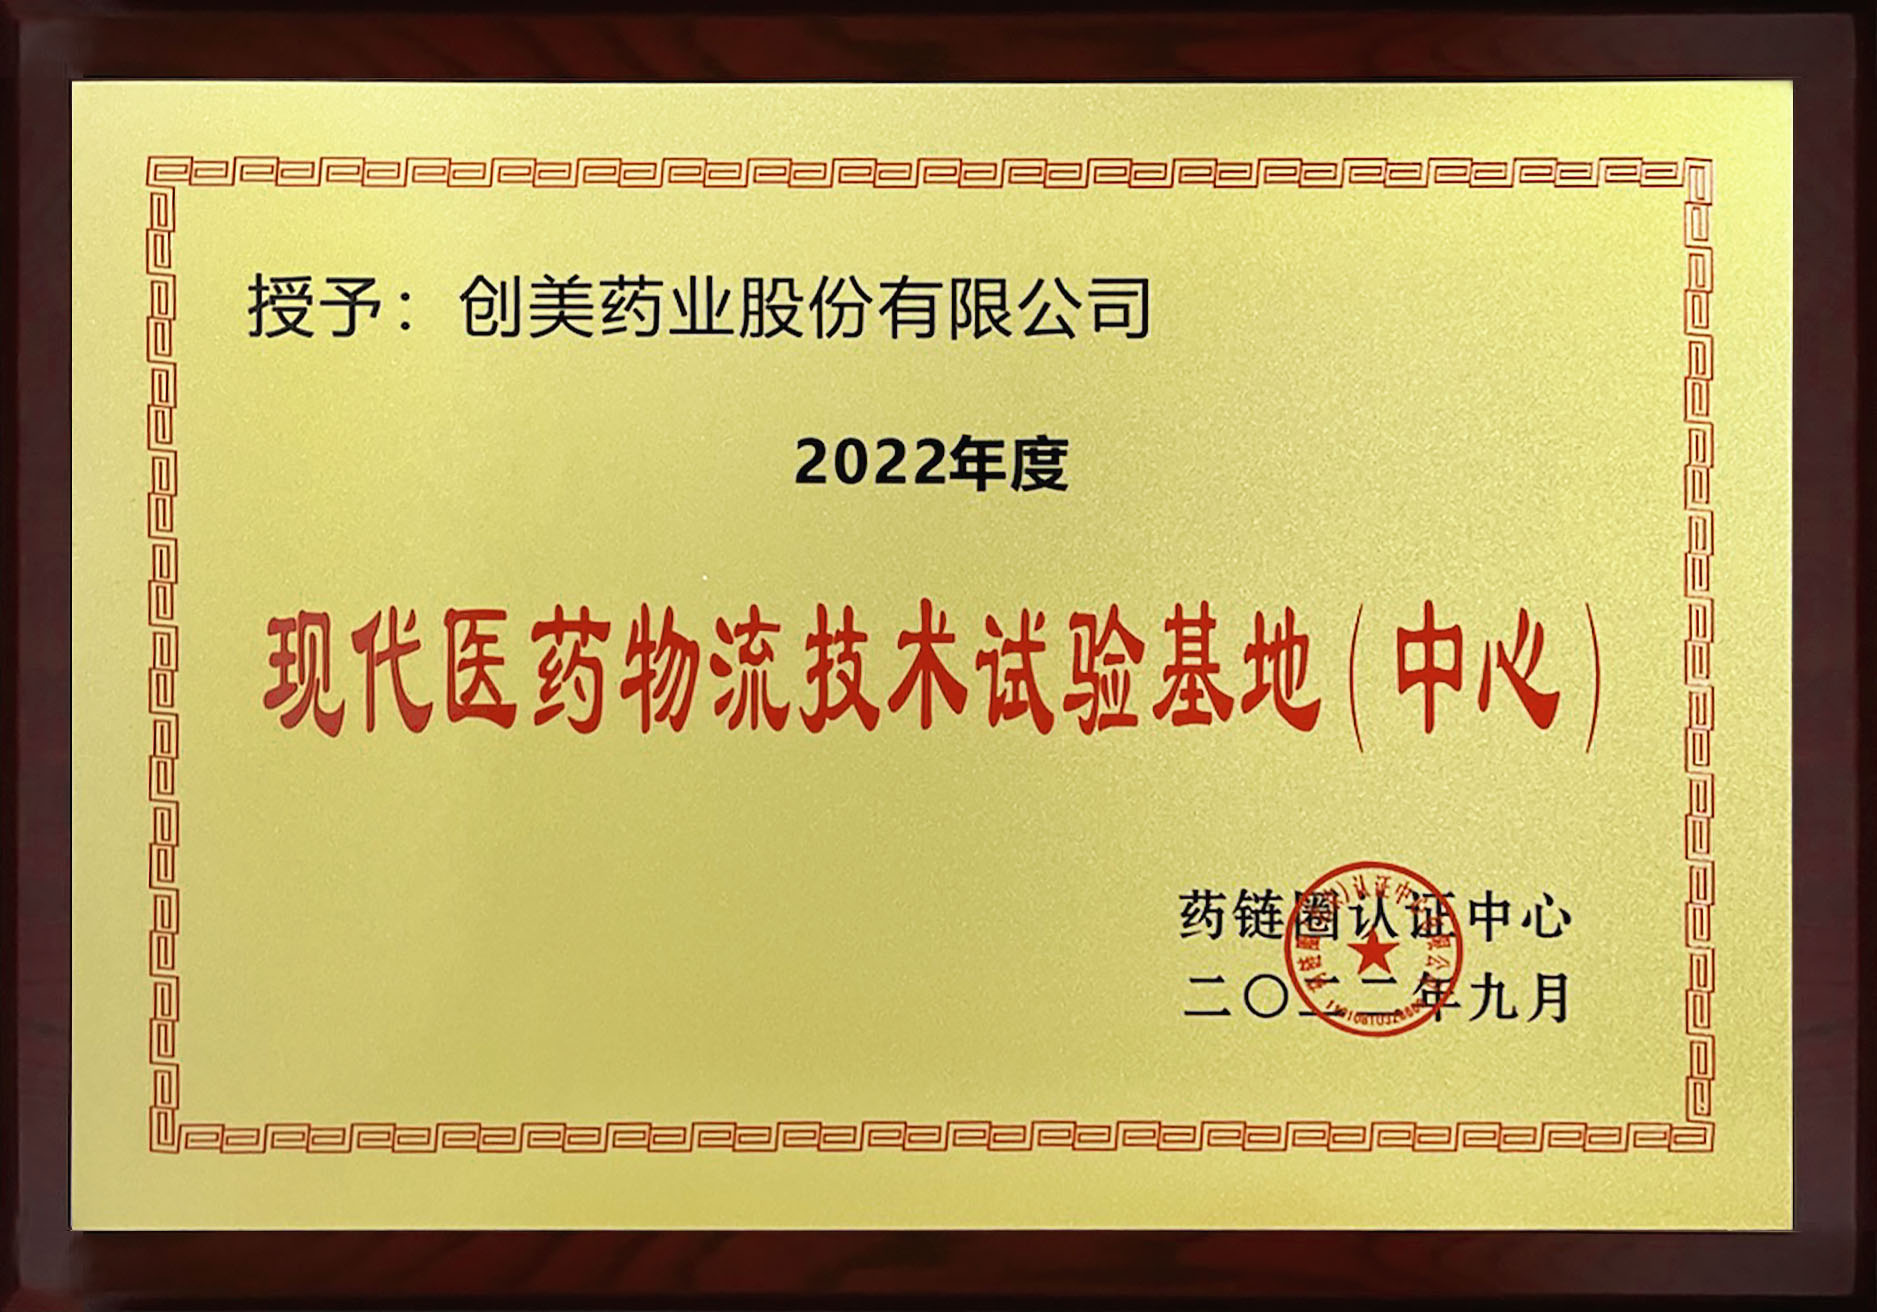 授予：创美药业股份有限公司
2022年度
现代医药物流技术试验基地（中心）
药链圈认证中心
二〇二二年九月